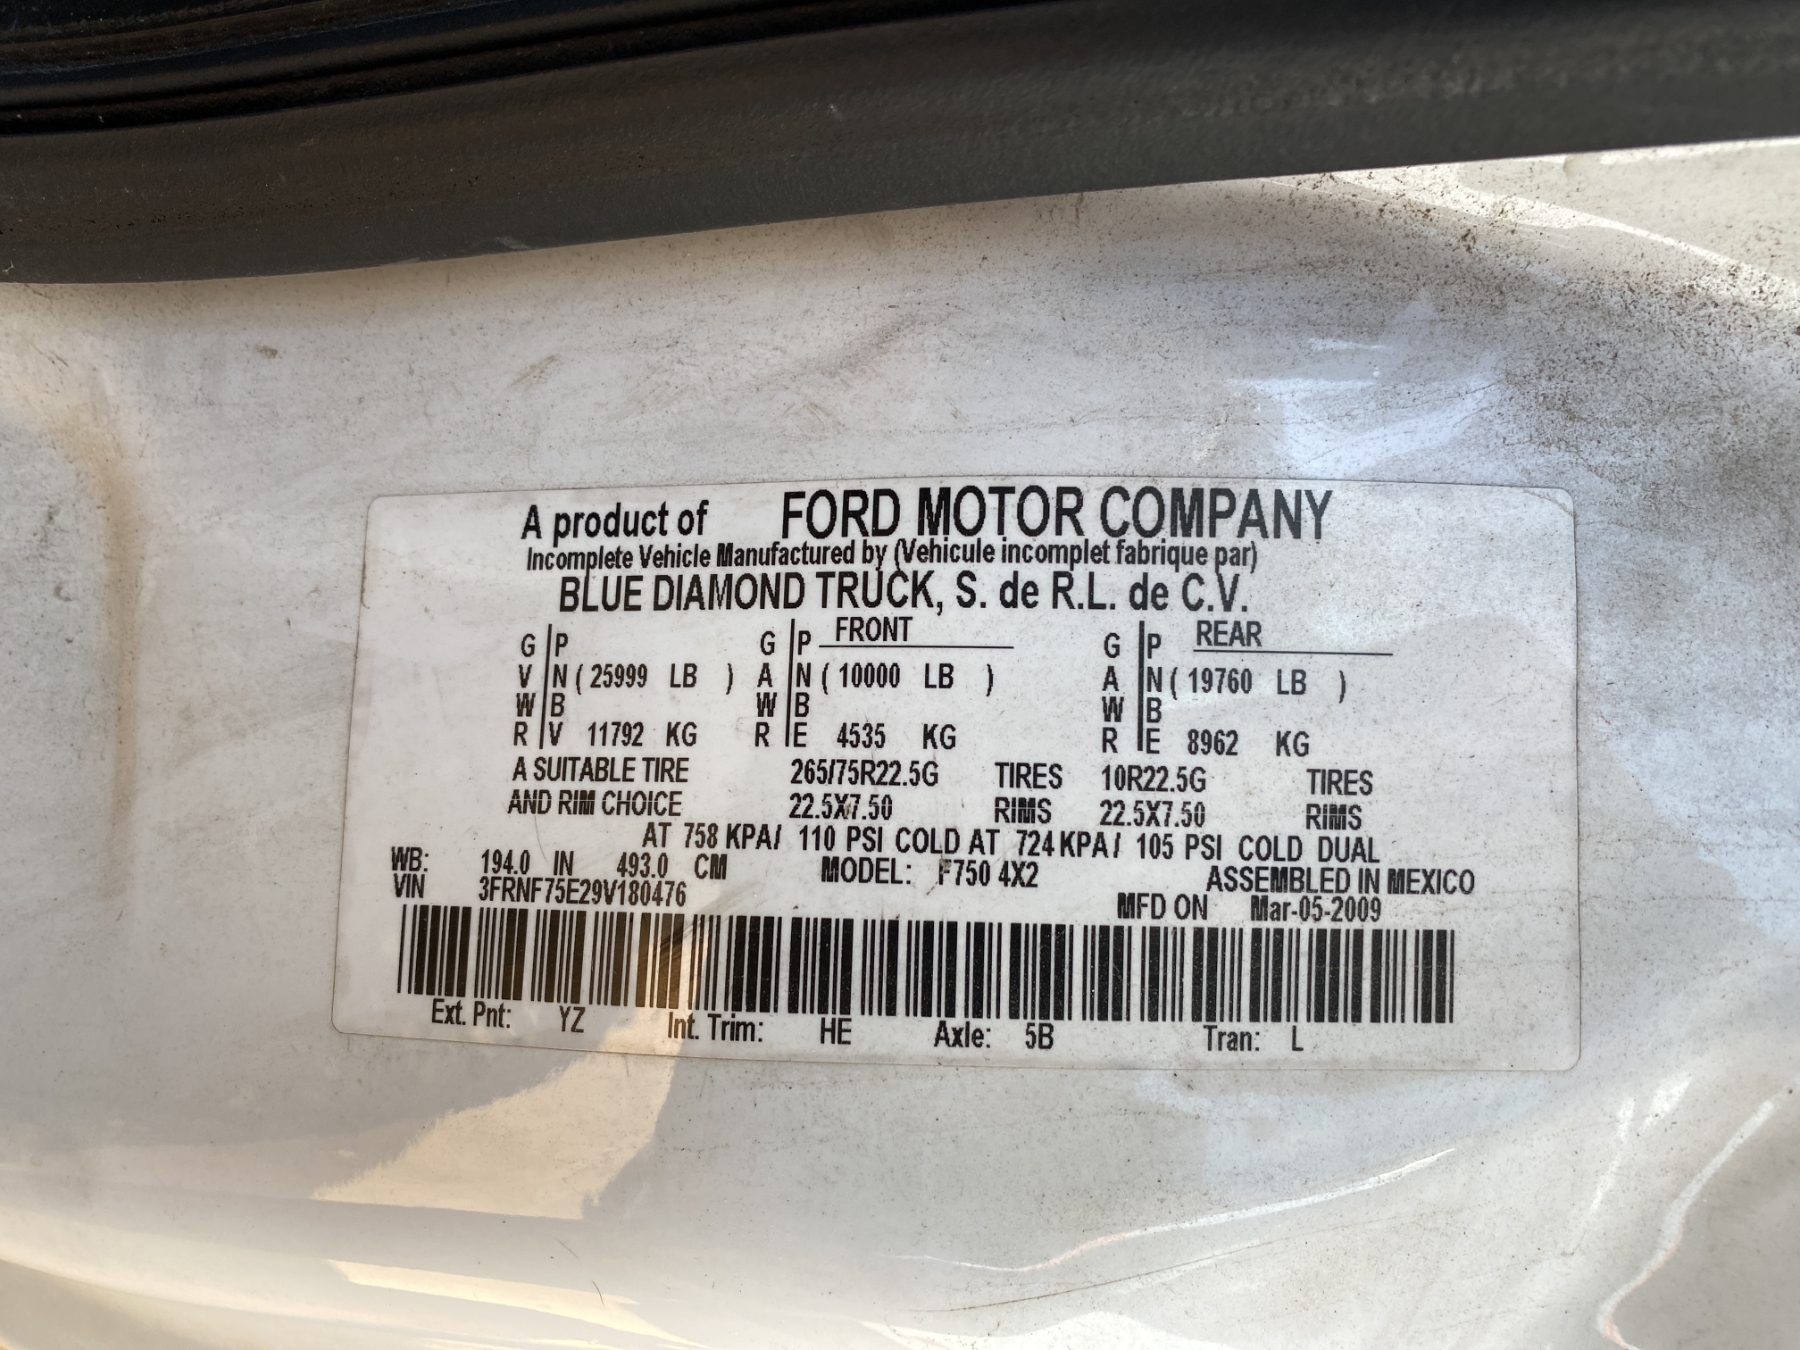 A product of FORD MOTOR COMPANY
Incomplete Vehicle Manufactured by (Vehicule incomplet fabrique par)
BLUE DIAMOND TRUCK, S. de R.L. de C.V.
G P G P FRONT G P REAR
V N ( 25999 LB ) A N ( 10000 LB ) A N ( 19760 LB )
W B W B W B
R V 11792 KG R E 4535 KG R E 8962 KG
A SUITABLE TIRE 265/75R22.5G TIRES 10R22.5G TIRES
AND RIM CHOICE 22.5X7.50 RIMS 22.5X7.50 RIMS
AT 758 KPA/ 110 PSI COLD AT 724 KPA/ 105 PSI COLD DUAL
WB: 194.0 IN 493.0 CM MODEL: F750 4X2 ASSEMBLED IN MEXICO
VIN 3FRNF75E29V180476 MFD ON Mar-05-2009
Ext. Pnt: YZ Int. Trim: HE Axle: 5B Tran: L